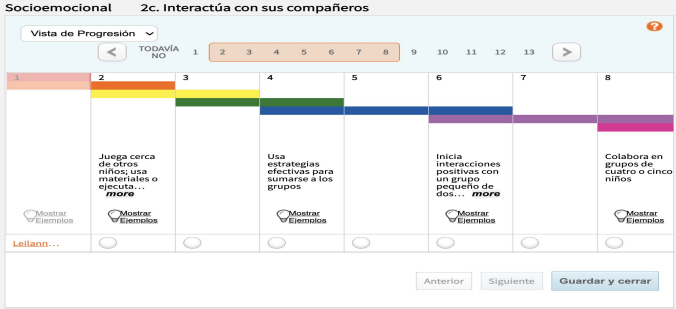 Socioemocional 2c. Interactúa con sus compañeros
Vista de Progresión
?
< TODAVÍA NO 1 2 3 4 5 6 7 8 9 10 11 12 13 >
1 2 3 4 5 6 7 8
Juega cerca
de otros
niños; usa
materiales o
ejecuta...
more
Usa
estrategias
efectivas para
sumarse a los
grupos
Inicia
interacciones
positivas con
un grupo
pequeño de
dos... more
Colabora en
grupos de
cuatro o cinco
niños
Mostrar
Ejemplos
Mostrar
Ejemplos
Mostrar
Ejemplos
Mostrar
Ejemplos
Mostrar
Ejemplos
Leilann...
Anterior Siguiente Guardar y cerrar